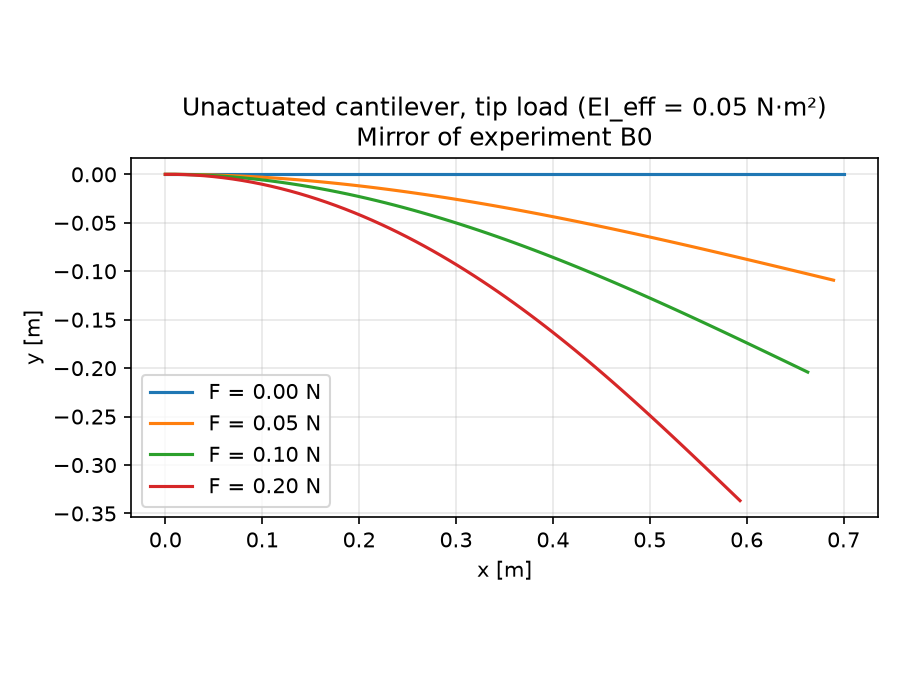 Unactuated cantilever, tip load (EI_eff = 0.05 N·m²)
Mirror of experiment B0
0.00
−0.05
−0.10
−0.15
−0.20
−0.25
−0.30
−0.35
y [m]
F = 0.00 N
F = 0.05 N
F = 0.10 N
F = 0.20 N
0.0 0.1 0.2 0.3 0.4 0.5 0.6 0.7
x [m]